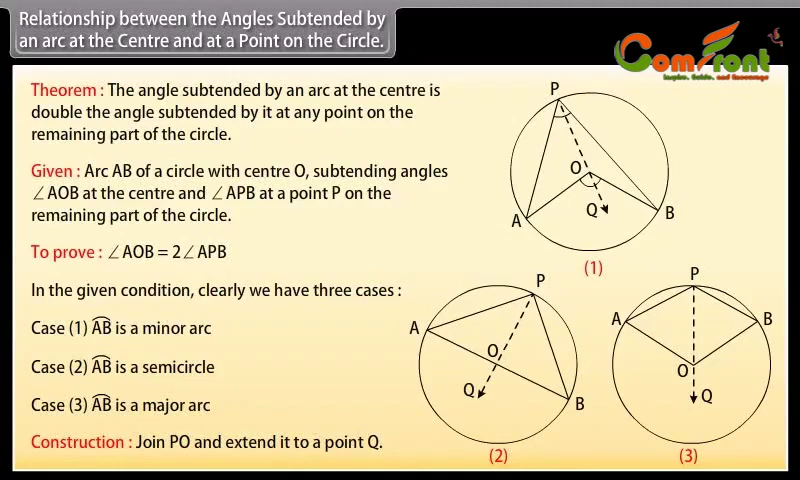 Relationship between the Angles Subtended by
an arc at the Centre and at a Point on the Circle.
ComFront
Inspire, Guide, and Encourage
Theorem : The angle subtended by an arc at the centre is
double the angle subtended by it at any point on the
remaining part of the circle.
Given : Arc AB of a circle with centre O, subtending angles
∠AOB at the centre and ∠APB at a point P on the
remaining part of the circle.
To prove : ∠AOB = 2∠APB
In the given condition, clearly we have three cases :
Case (1) A͡B is a minor arc
Case (2) A͡B is a semicircle
Case (3) A͡B is a major arc
Construction : Join PO and extend it to a point Q.
P
O
Q
A
B
(1)
P
A
O
Q
B
(2)
P
A
B
O
Q
(3)